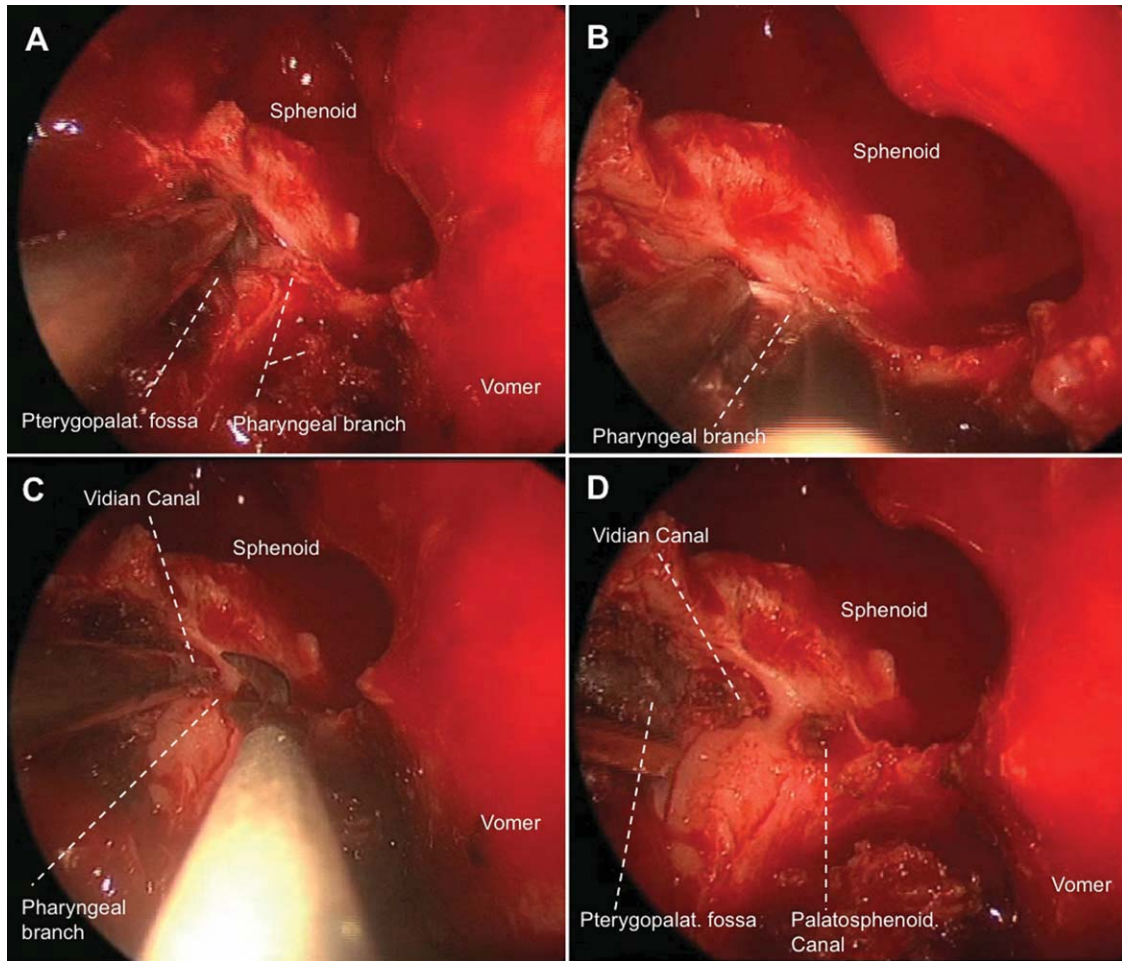 A
Sphenoid
Pterygopalat. fossa
Pharyngeal branch
Vomer
B
Sphenoid
Pharyngeal branch
C
Vidian Canal
Sphenoid
Vomer
Pharyngeal
branch
D
Vidian Canal
Sphenoid
Vomer
Pterygopalat. fossa
Palatosphenoid.
Canal